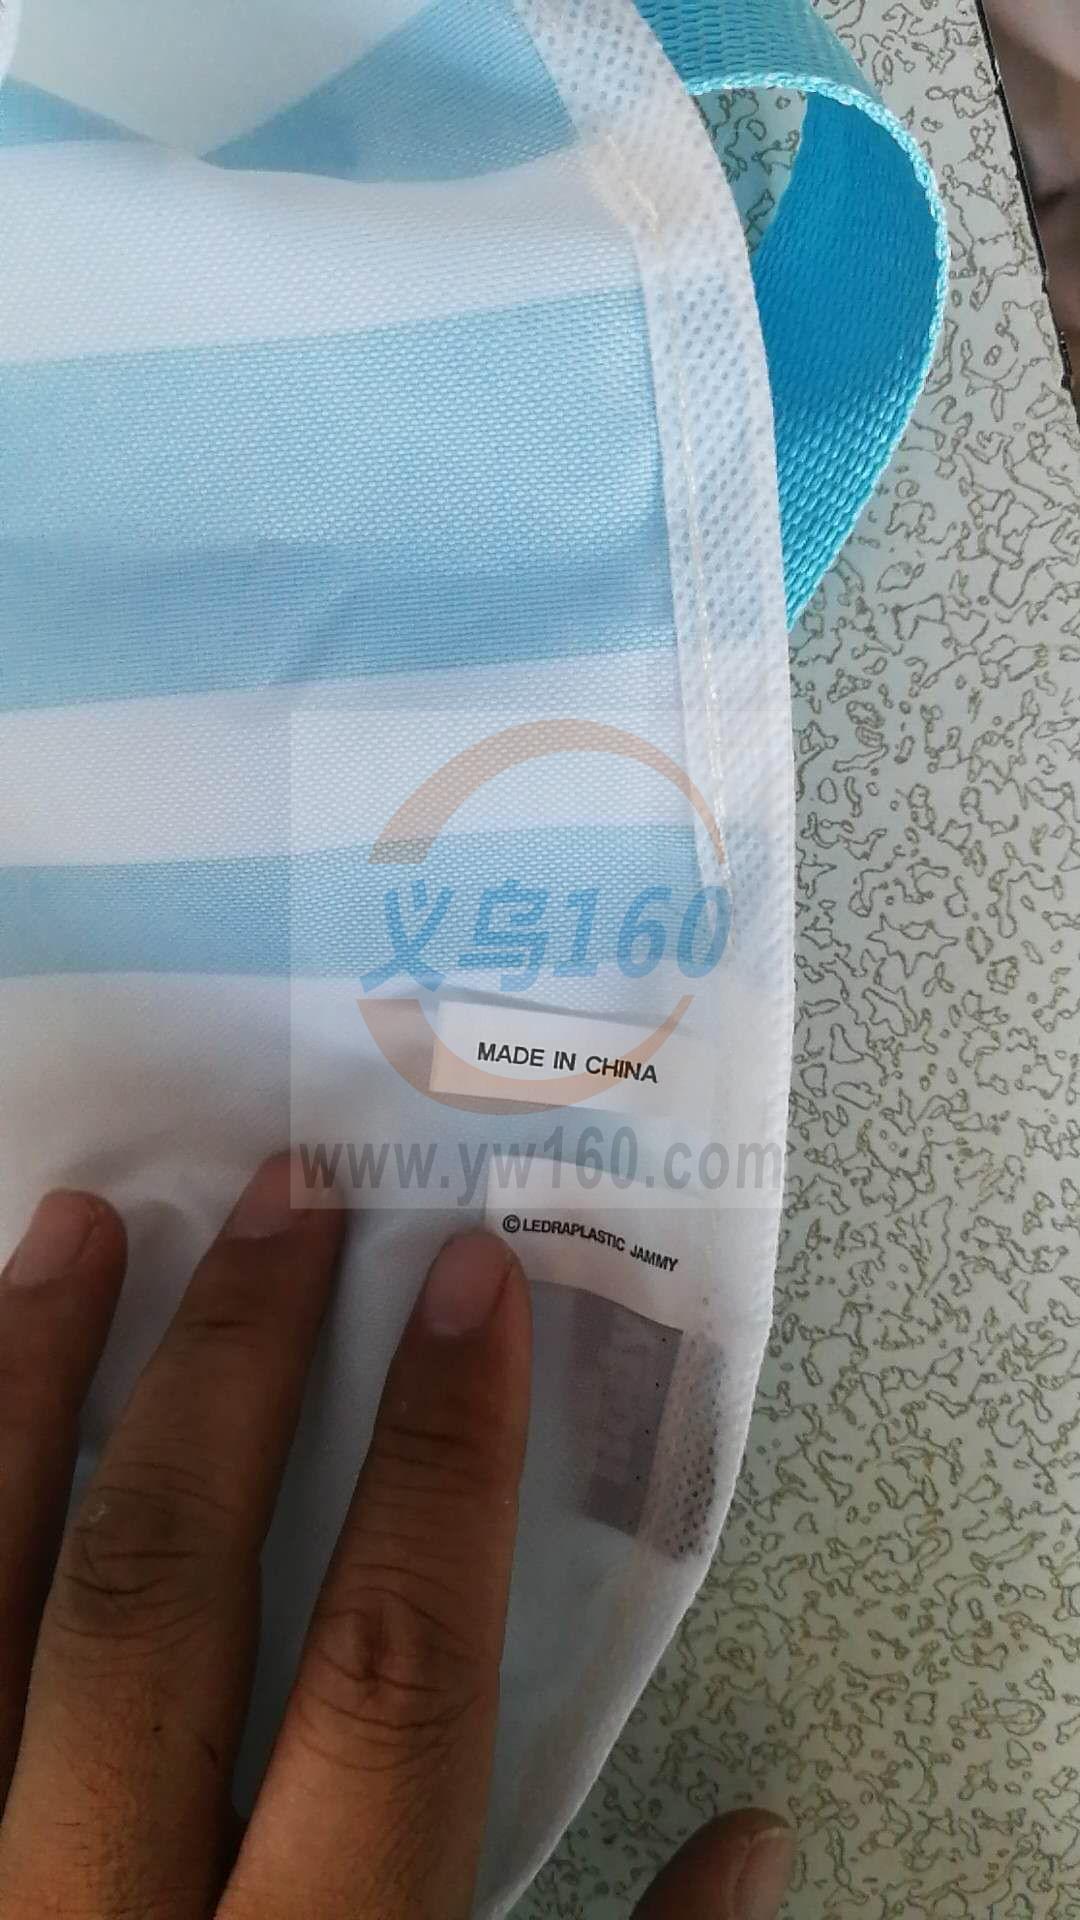 义乌160
MADE IN CHINA
www.yw160.com
©LEDRAPLASTIC JAMMY